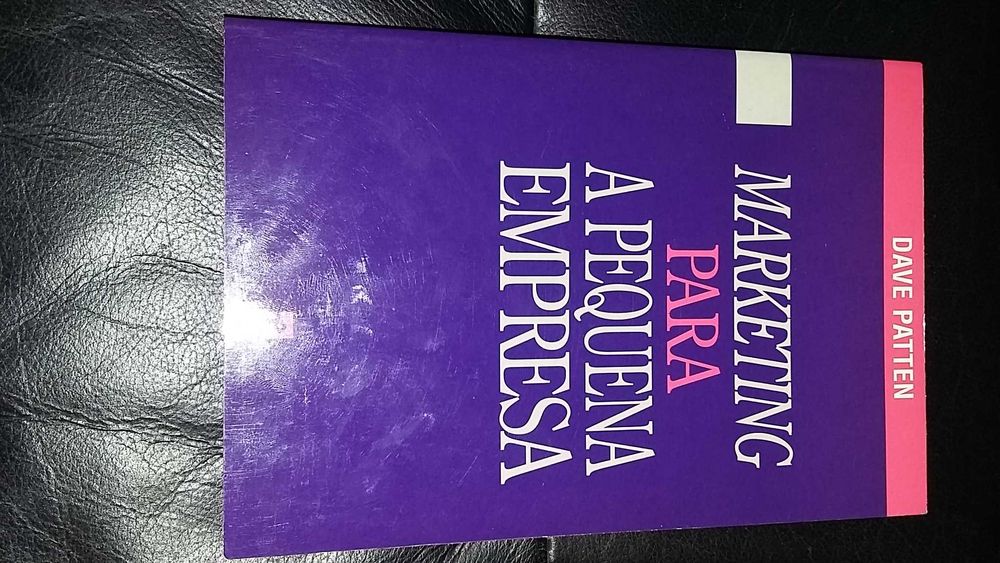 DAVE PATTEN
MARKETING
PARA
A PEQUENA
EMPRESA